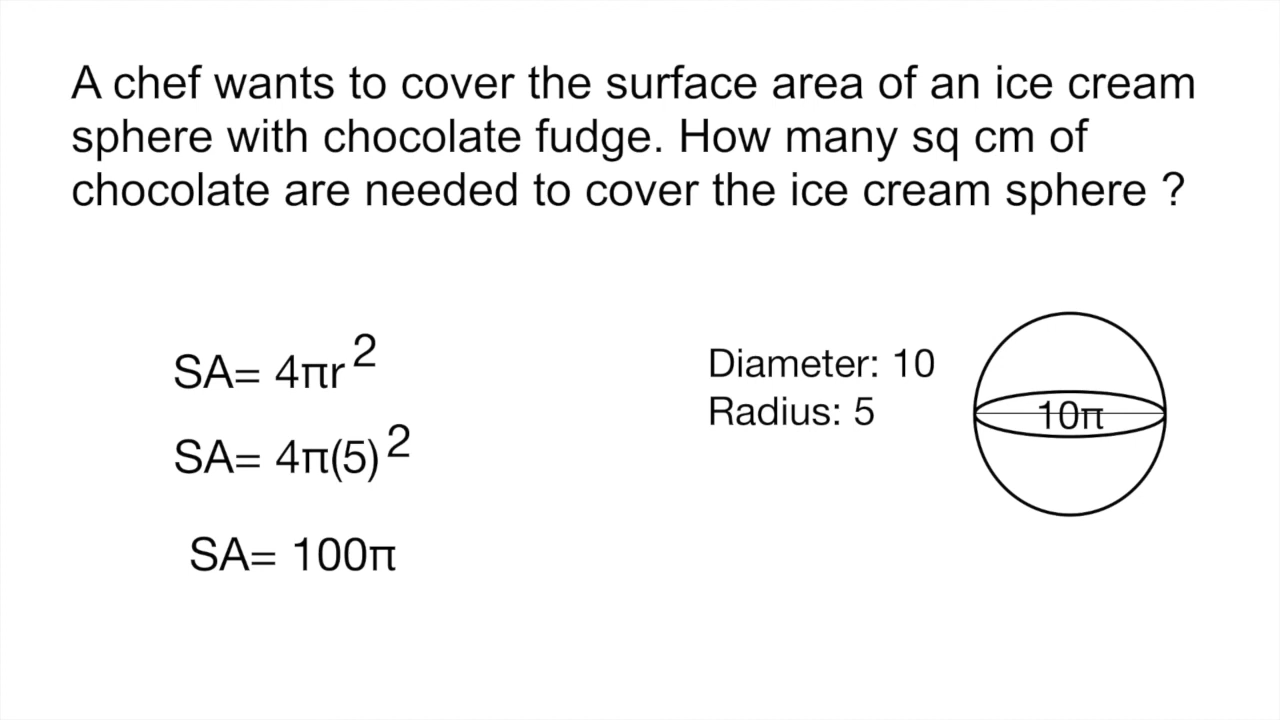 A chef wants to cover the surface area of an ice cream
sphere with chocolate fudge. How many sq cm of
chocolate are needed to cover the ice cream sphere ?
SA= 4πr²
SA= 4π(5)²
SA= 100π
Diameter: 10
Radius: 5
10π